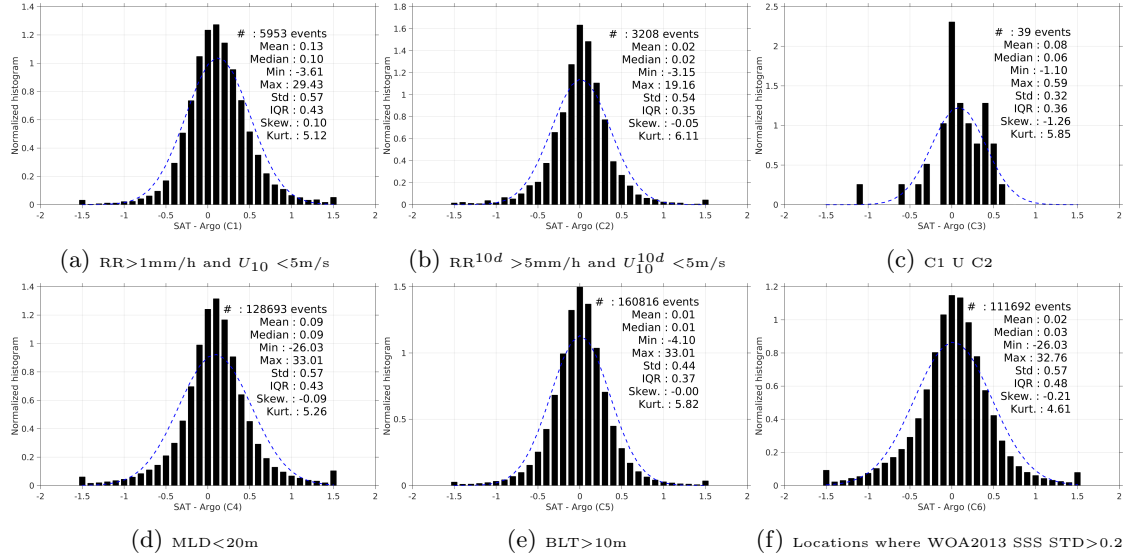 1.4
1.2
1
0.8
0.6
0.4
0.2
0
Normalized histogram
# : 5953 events
Mean : 0.13
Median : 0.10
Min : -3.61
Max : 29.43
Std : 0.57
IQR : 0.43
Skew. : 0.10
Kurt. : 5.12
-2 -1.5 -1 -0.5 0 0.5 1 1.5 2
SAT - Argo (C1)
(a) RR>1mm/h and U10 <5m/s
1.8
1.6
1.4
1.2
1
0.8
0.6
0.4
0.2
0
Normalized histogram
# : 3208 events
Mean : 0.02
Median : 0.02
Min : -3.15
Max : 19.16
Std : 0.54
IQR : 0.35
Skew. : -0.05
Kurt. : 6.11
-2 -1.5 -1 -0.5 0 0.5 1 1.5 2
SAT - Argo (C2)
(b) RR^10d >5mm/h and U10^10d <5m/s
2.5
2
1.5
1
0.5
0
Normalized histogram
# : 39 events
Mean : 0.08
Median : 0.06
Min : -1.10
Max : 0.59
Std : 0.32
IQR : 0.36
Skew. : -1.26
Kurt. : 5.85
-2 -1.5 -1 -0.5 0 0.5 1 1.5 2
SAT - Argo (C3)
(c) C1 U C2
1.4
1.2
1
0.8
0.6
0.4
0.2
0
Normalized histogram
# : 128693 events
Mean : 0.09
Median : 0.09
Min : -26.03
Max : 33.01
Std : 0.57
IQR : 0.43
Skew. : -0.09
Kurt. : 5.26
-2 -1.5 -1 -0.5 0 0.5 1 1.5 2
SAT - Argo (C4)
(d) MLD<20m
1.5
1
0.5
0
Normalized histogram
# : 160816 events
Mean : 0.01
Median : 0.01
Min : -4.10
Max : 33.01
Std : 0.44
IQR : 0.37
Skew. : -0.00
Kurt. : 5.82
-2 -1.5 -1 -0.5 0 0.5 1 1.5 2
SAT - Argo (C5)
(e) BLT>10m
1.2
1
0.8
0.6
0.4
0.2
0
Normalized histogram
# : 111692 events
Mean : 0.02
Median : 0.03
Min : -26.03
Max : 32.76
Std : 0.57
IQR : 0.48
Skew. : -0.21
Kurt. : 4.61
-2 -1.5 -1 -0.5 0 0.5 1 1.5 2
SAT - Argo (C6)
(f) Locations where WOA2013 SSS STD>0.2